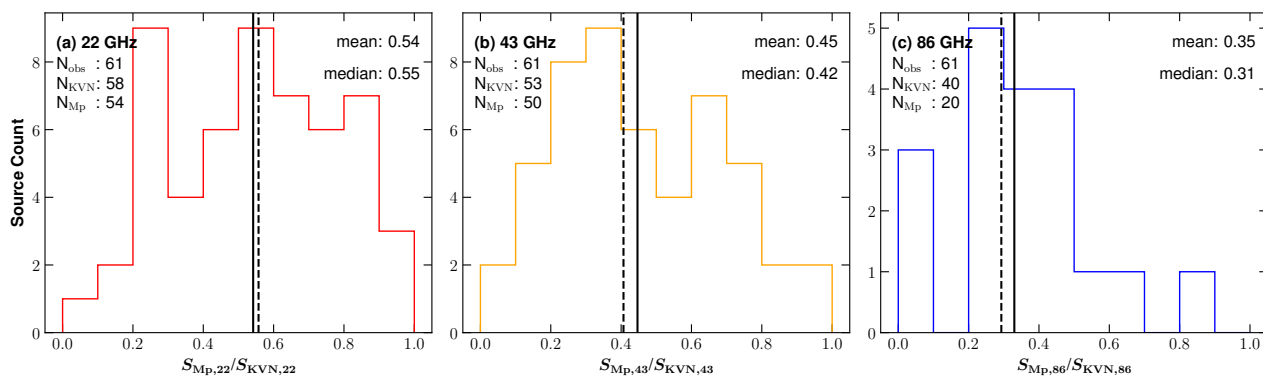 (a) 22 GHz
N_obs : 61
N_KVN: 58
N_Mp : 54
mean: 0.54
median: 0.55
Source Count
0
2
4
6
8
0.0 0.2 0.4 0.6 0.8 1.0
S_Mp,22/S_KVN,22
(b) 43 GHz
N_obs : 61
N_KVN: 53
N_Mp : 50
mean: 0.45
median: 0.42
0
2
4
6
8
0.0 0.2 0.4 0.6 0.8 1.0
S_Mp,43/S_KVN,43
(c) 86 GHz
N_obs : 61
N_KVN: 40
N_Mp : 20
mean: 0.35
median: 0.31
0
1
2
3
4
5
0.0 0.2 0.4 0.6 0.8 1.0
S_Mp,86/S_KVN,86